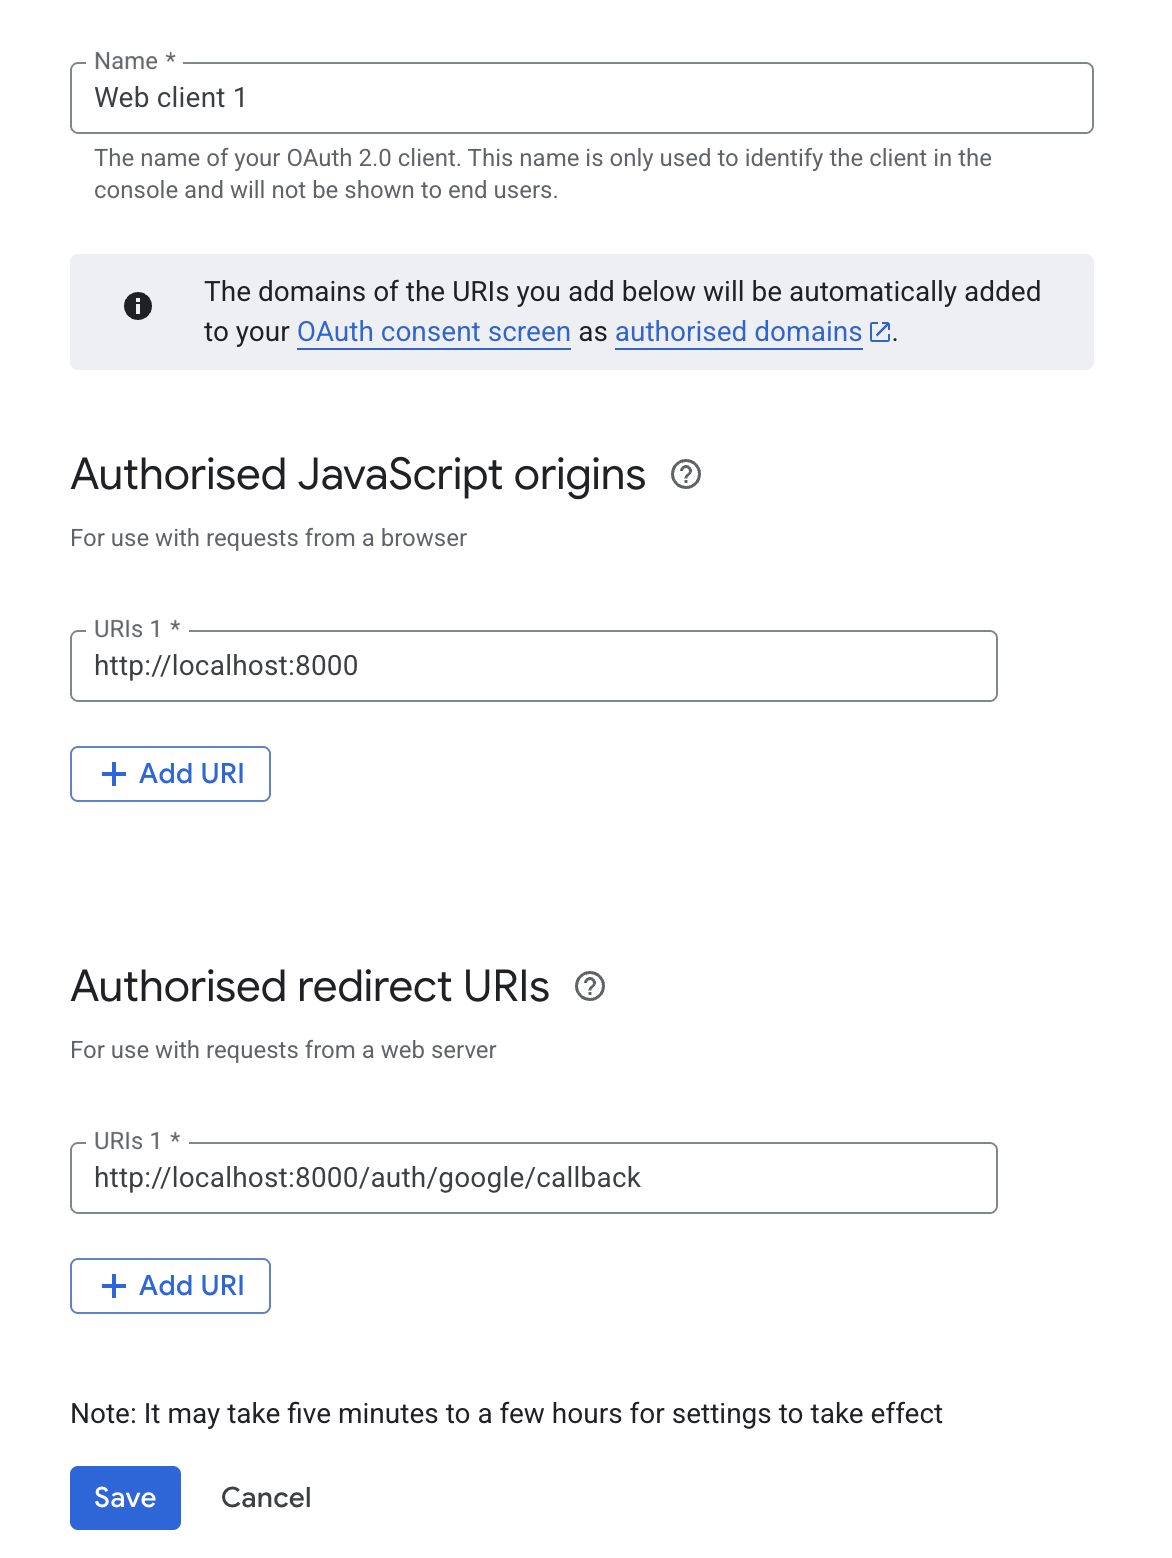 Name *
Web client 1
The name of your OAuth 2.0 client. This name is only used to identify the client in the
console and will not be shown to end users.
The domains of the URIs you add below will be automatically added
to your OAuth consent screen as authorised domains.
Authorised JavaScript origins
For use with requests from a browser
URIs 1 *
http://localhost:8000
+ Add URI
Authorised redirect URIs
For use with requests from a web server
URIs 1 *
http://localhost:8000/auth/google/callback
+ Add URI
Note: It may take five minutes to a few hours for settings to take effect
Save Cancel